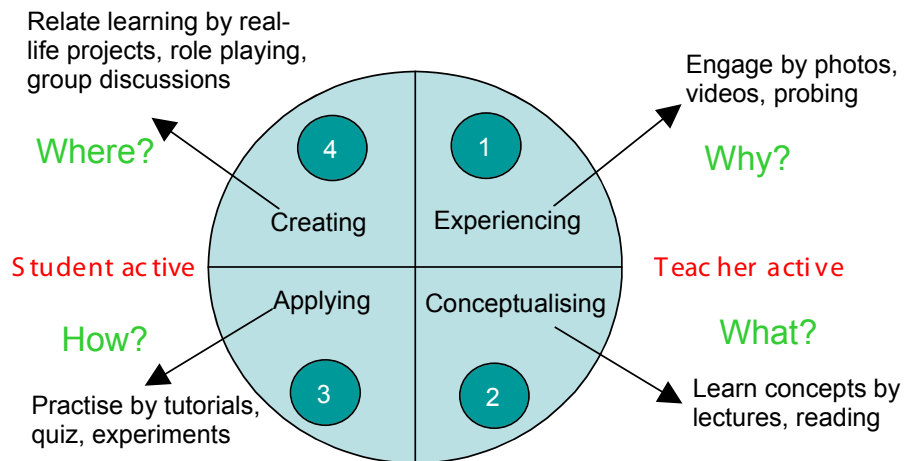 Relate learning by real-
life projects, role playing,
group discussions
Where?
4
Creating
Engage by photos,
videos, probing
Why?
1
Experiencing
Student active
Teacher active
Applying
How?
3
Practise by tutorials,
quiz, experiments
Conceptualising
What?
2
Learn concepts by
lectures, reading